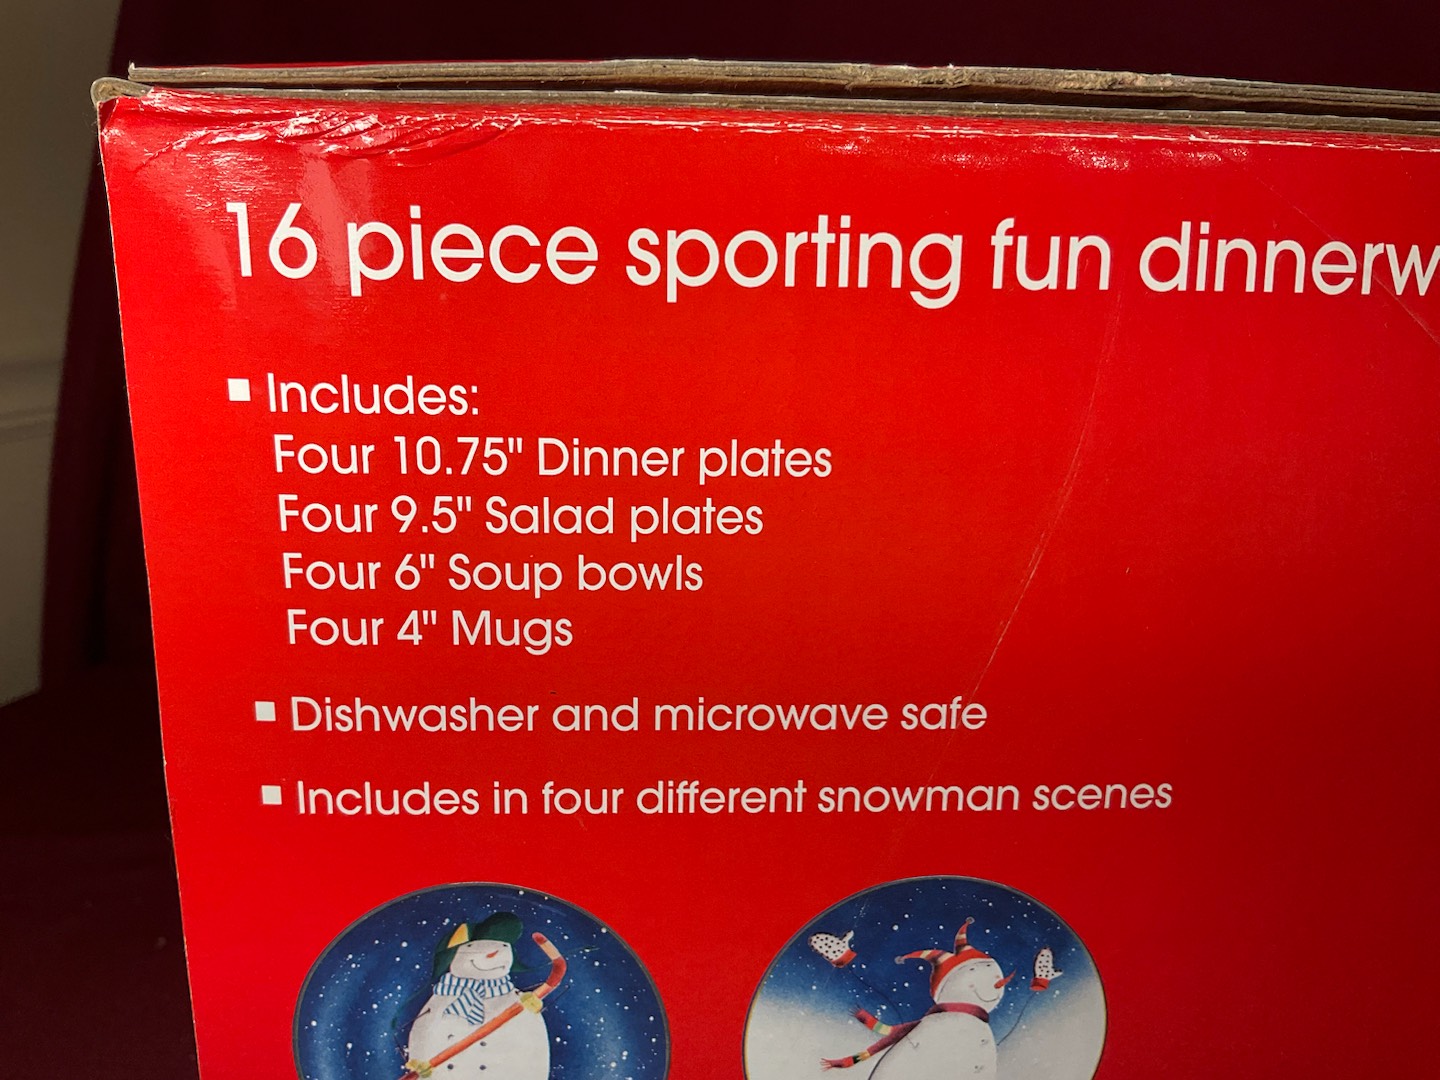 16 piece sporting fun dinnerw
■ Includes:
Four 10.75" Dinner plates
Four 9.5" Salad plates
Four 6" Soup bowls
Four 4" Mugs
■ Dishwasher and microwave safe
■ Includes in four different snowman scenes